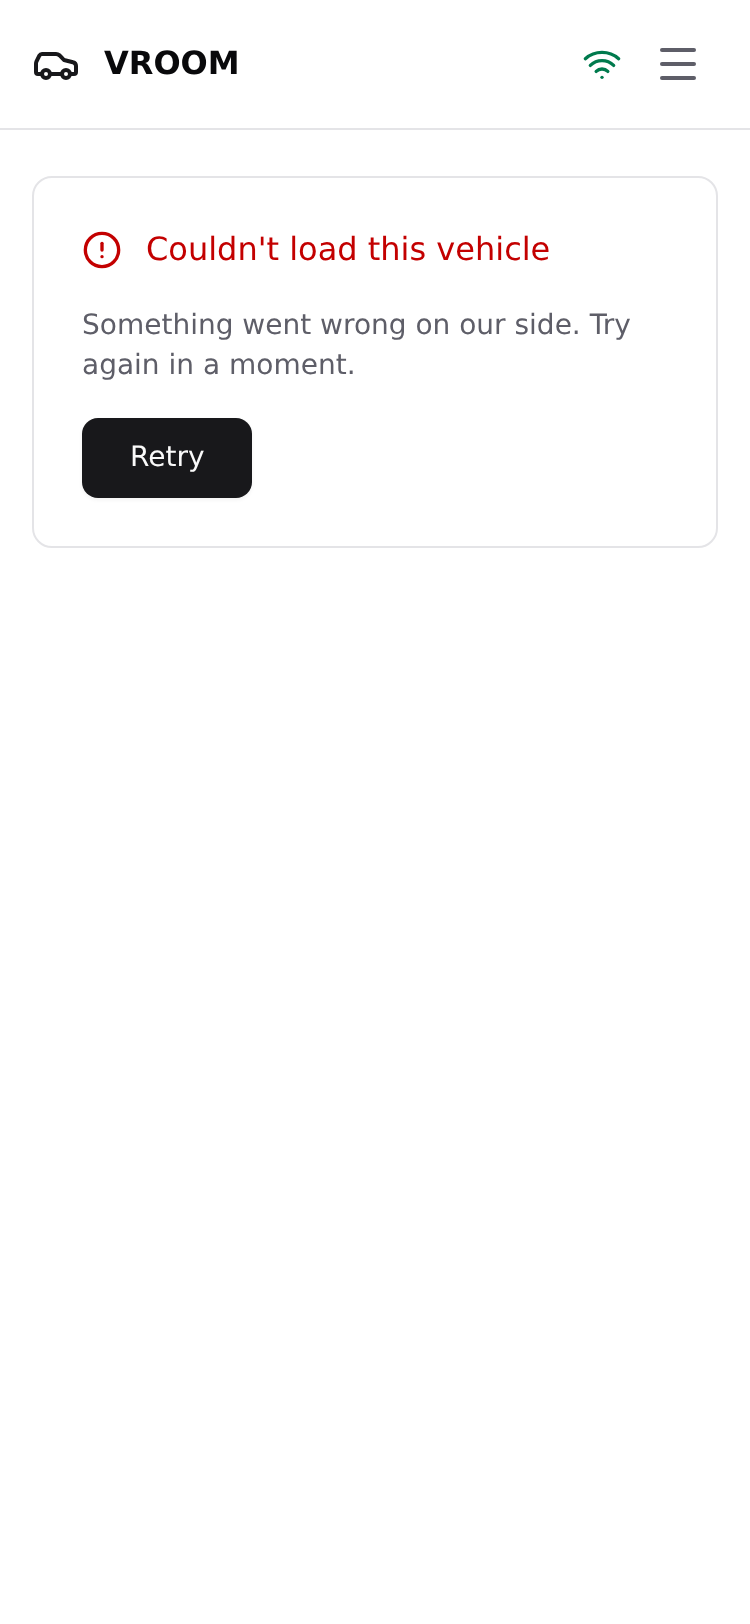 VROOM
Couldn't load this vehicle
Something went wrong on our side. Try
again in a moment.
Retry